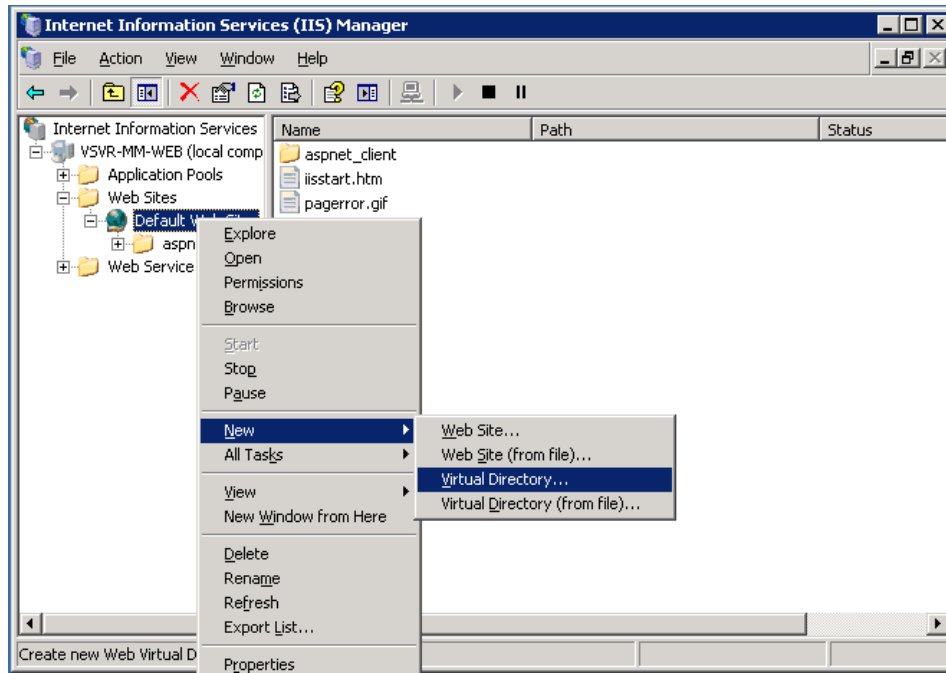 Internet Information Services (IIS) Manager
File Action View Window Help
Internet Information Services
VSVR-MM-WEB (local comp
Application Pools
Web Sites
Default Web
aspn
Web Service
Name Path Status
aspnet_client
iisstart.htm
pagerror.gif
Explore
Open
Permissions
Browse
Start
Stop
Pause
New
All Tasks
View
New Window from Here
Delete
Rename
Refresh
Export List...
Properties
Web Site...
Web Site (from file)...
Virtual Directory...
Virtual Directory (from file)...
Create new Web Virtual D